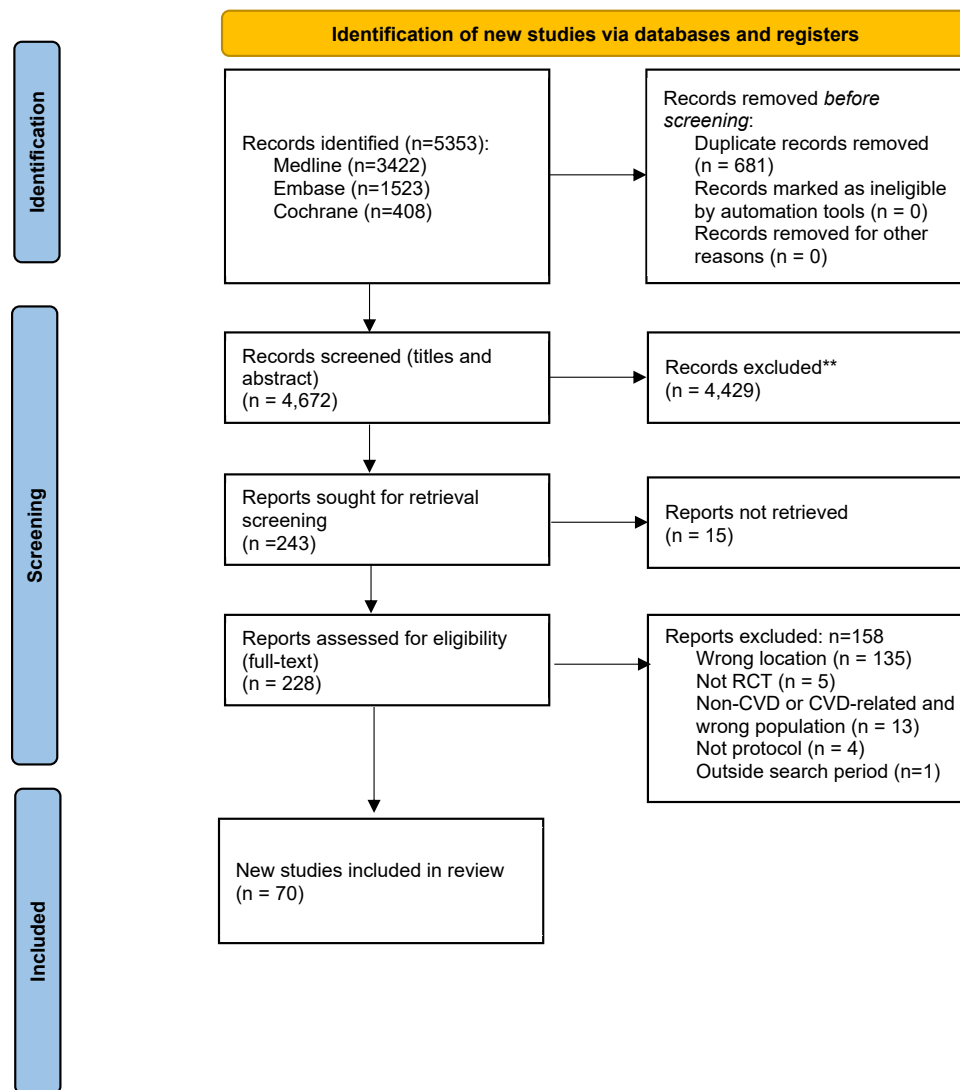 Identification of new studies via databases and registers
Identification
Records identified (n=5353):
Medline (n=3422)
Embase (n=1523)
Cochrane (n=408)
Records removed before
screening:
Duplicate records removed
(n = 681)
Records marked as ineligible
by automation tools (n = 0)
Records removed for other
reasons (n = 0)
Screening
Records screened (titles and
abstract)
(n = 4,672)
Records excluded**
(n = 4,429)
Reports sought for retrieval
screening
(n =243)
Reports not retrieved
(n = 15)
Reports assessed for eligibility
(full-text)
(n = 228)
Reports excluded: n=158
Wrong location (n = 135)
Not RCT (n = 5)
Non-CVD or CVD-related and
wrong population (n = 13)
Not protocol (n = 4)
Outside search period (n=1)
Included
New studies included in review
(n = 70)